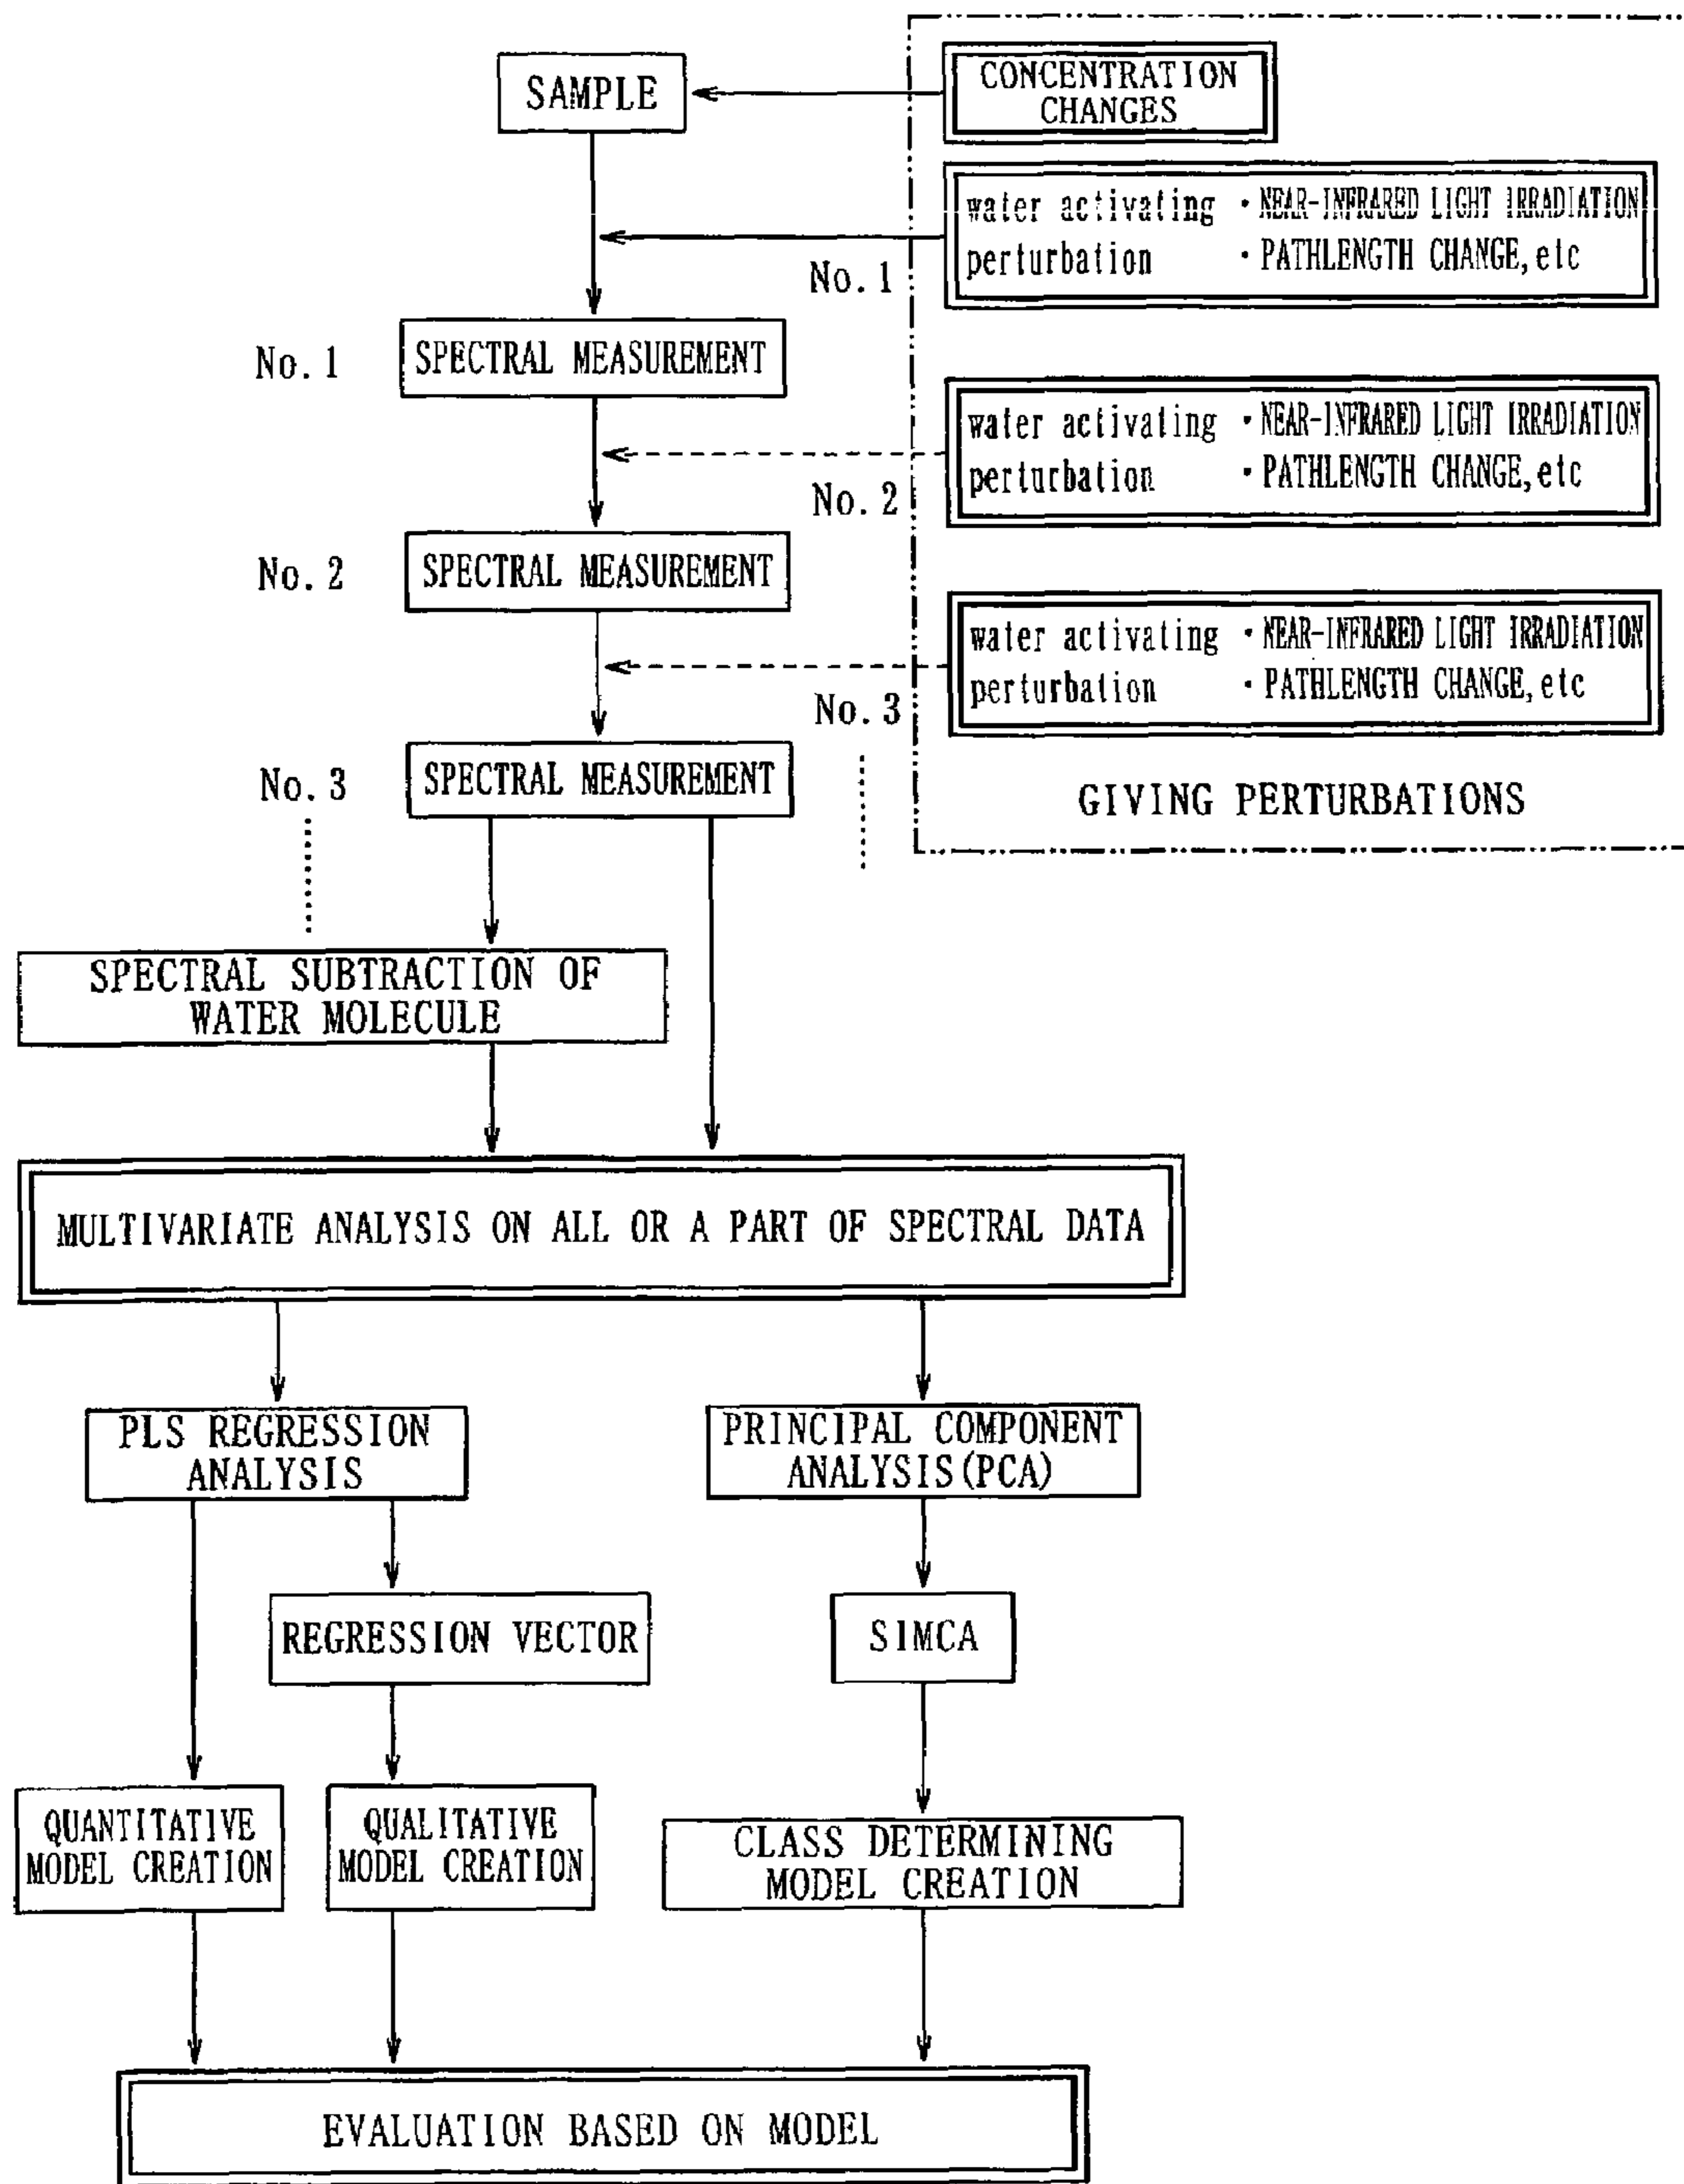 SAMPLE
CONCENTRATION
CHANGES
water activating ・NEAR-INFRARED LIGHT IRRADIATION
perturbation ・PATHLENGTH CHANGE, etc
No. 1
No. 1
SPECTRAL MEASUREMENT
water activating ・NEAR-INFRARED LIGHT IRRADIATION
perturbation ・PATHLENGTH CHANGE, etc
No. 2
No. 2
SPECTRAL MEASUREMENT
water activating ・NEAR-INFRARED LIGHT IRRADIATION
perturbation ・PATHLENGTH CHANGE, etc
No. 3
No. 3
SPECTRAL MEASUREMENT
GIVING PERTURBATIONS
SPECTRAL SUBTRACTION OF
WATER MOLECULE
MULTIVARIATE ANALYSIS ON ALL OR A PART OF SPECTRAL DATA
PLS REGRESSION
ANALYSIS
PRINCIPAL COMPONENT
ANALYSIS(PCA)
REGRESSION VECTOR
SIMCA
QUANTITATIVE
MODEL CREATION
QUALITATIVE
MODEL CREATION
CLASS DETERMINING
MODEL CREATION
EVALUATION BASED ON MODEL